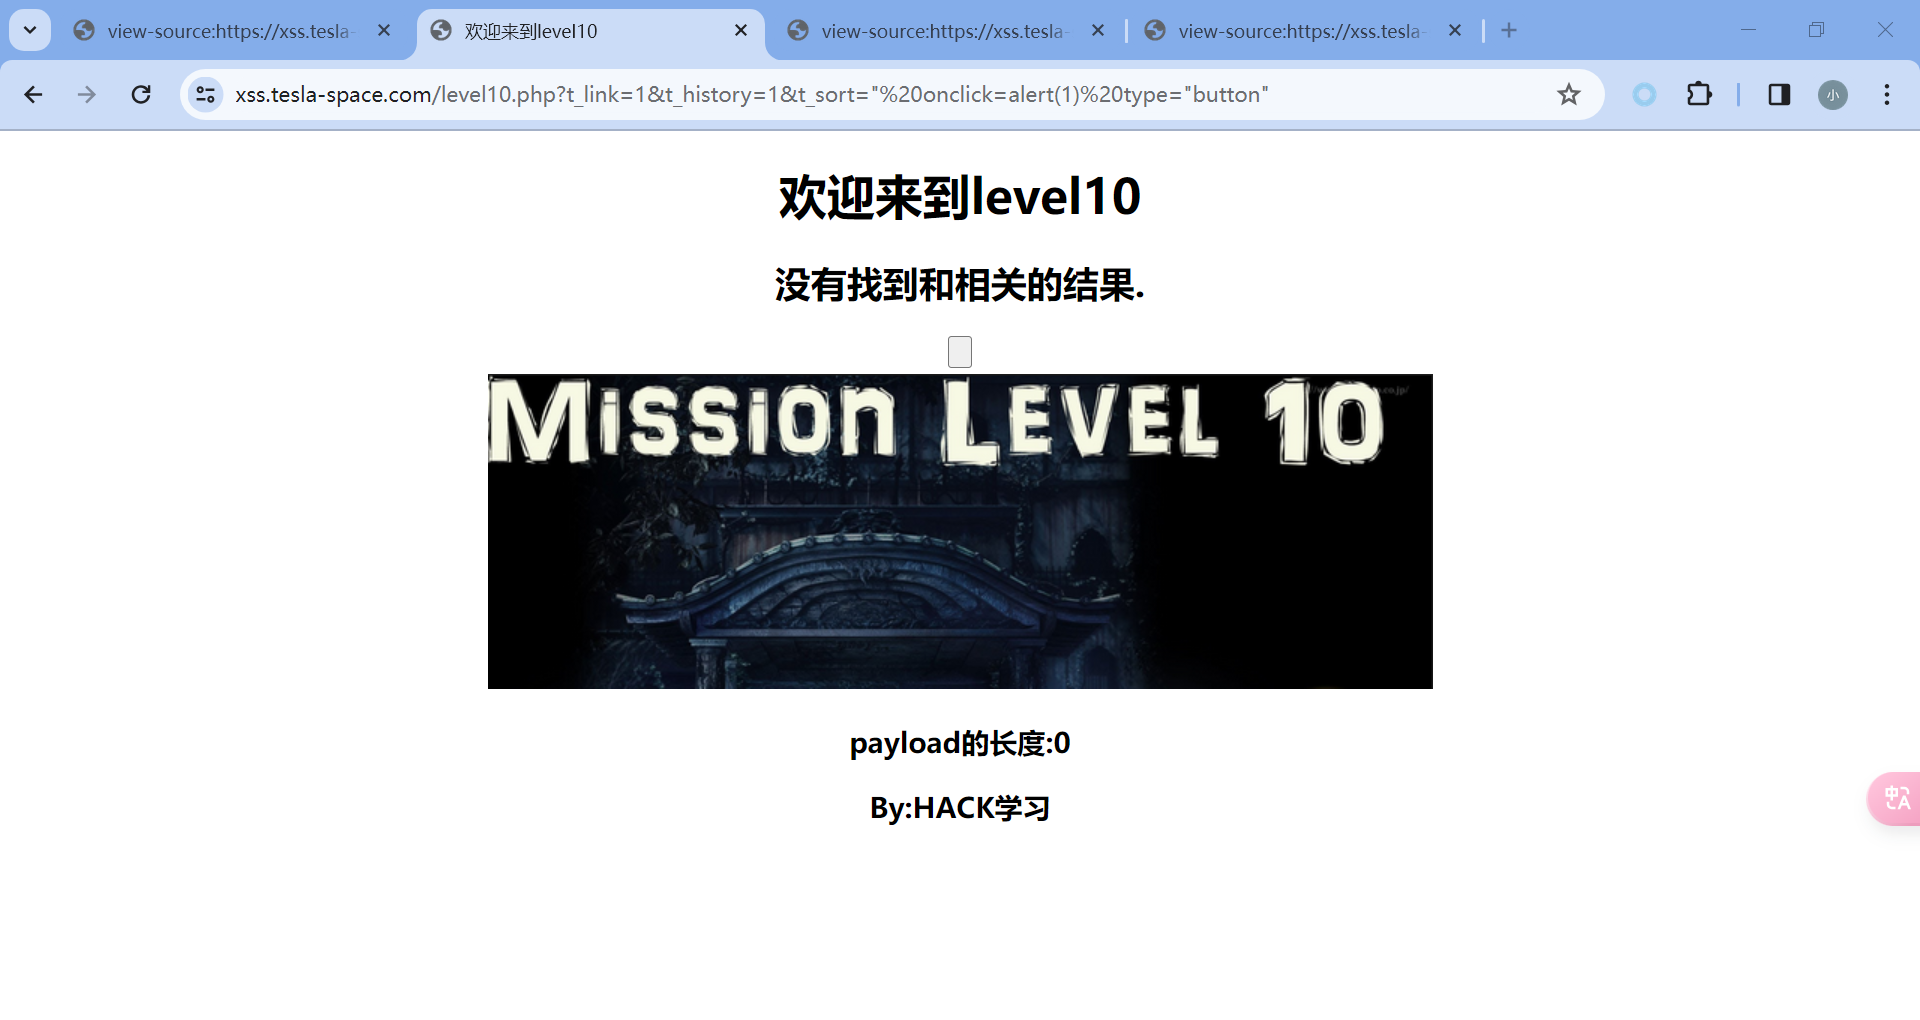 view-source:https://xss.tesla-
欢迎来到level10
view-source:https://xss.tesla-
view-source:https://xss.tesla-
xss.tesla-space.com/level10.php?t_link=1&t_history=1&t_sort="%20onclick=alert(1)%20type="button"
小
欢迎来到level10
没有找到和相关的结果.
Mission Level 10
payload的长度:0
By:HACK学习
中A